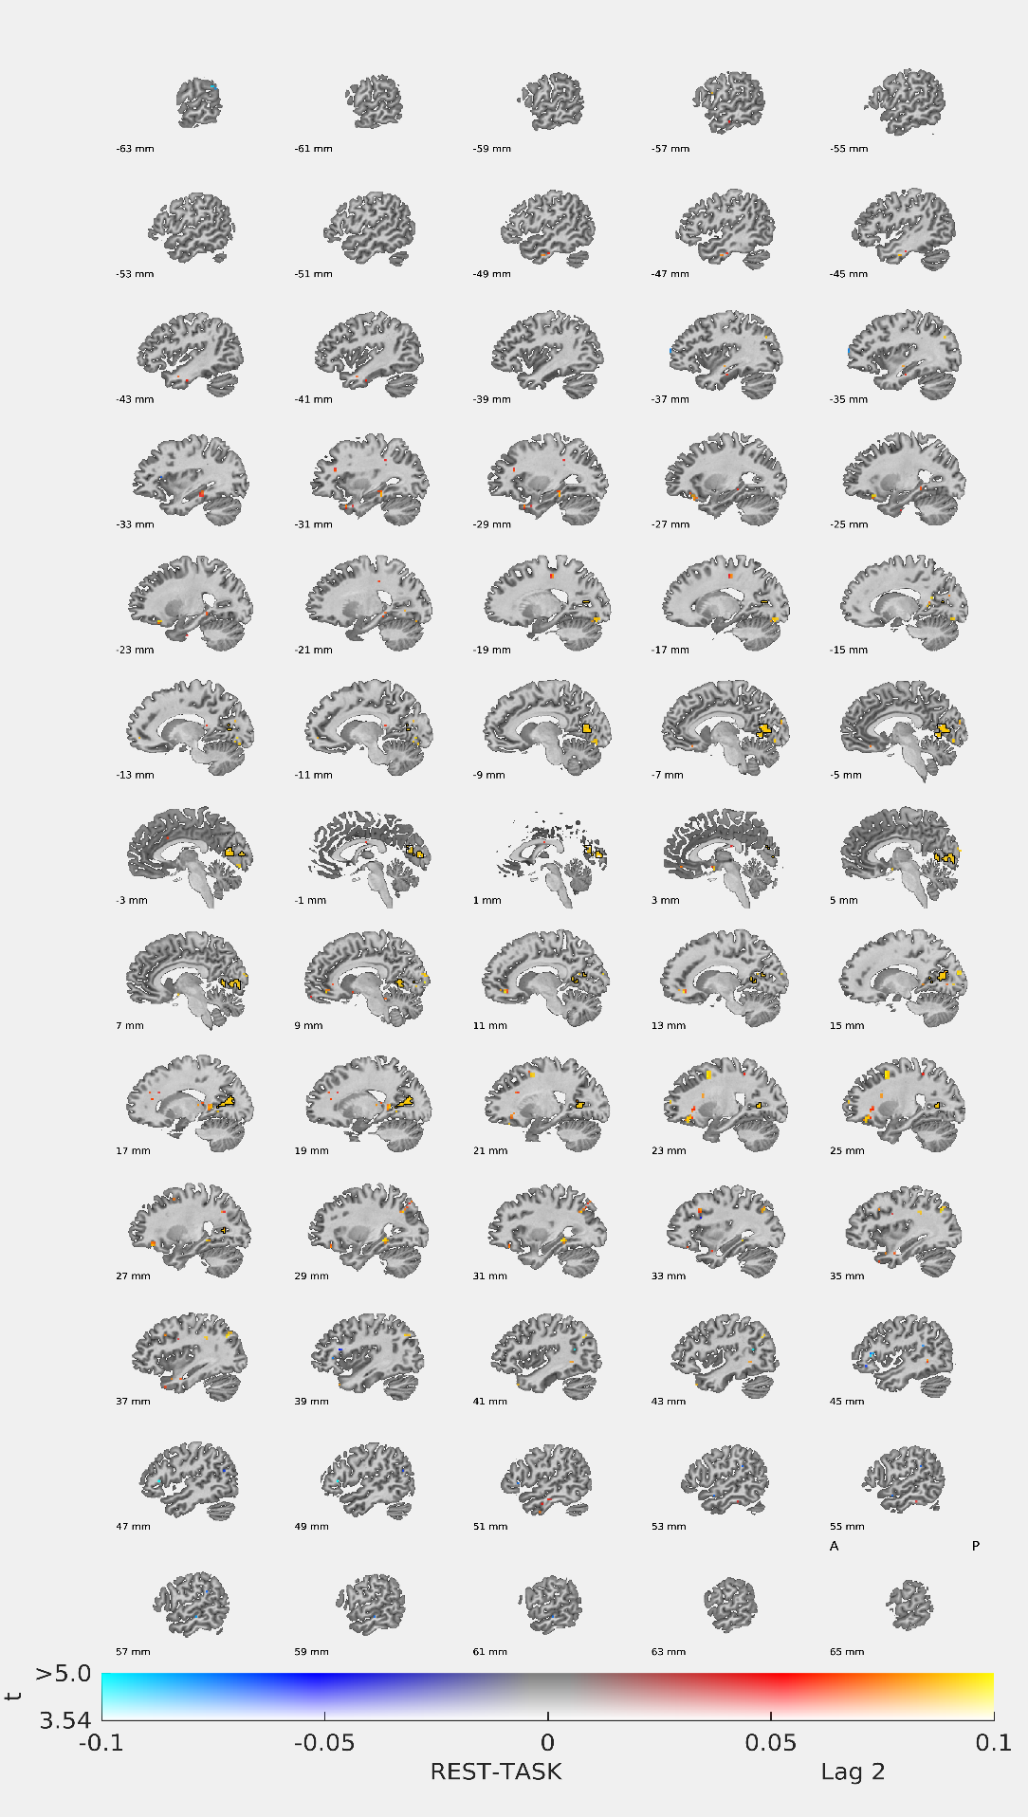 -63 mm -61 mm -59 mm -57 mm -55 mm
-53 mm -51 mm -49 mm -47 mm -45 mm
-43 mm -41 mm -39 mm -37 mm -35 mm
-33 mm -31 mm -29 mm -27 mm -25 mm
-23 mm -21 mm -19 mm -17 mm -15 mm
-13 mm -11 mm -9 mm -7 mm -5 mm
-3 mm -1 mm 1 mm 3 mm 5 mm
7 mm 9 mm 11 mm 13 mm 15 mm
17 mm 19 mm 21 mm 23 mm 25 mm
27 mm 29 mm 31 mm 33 mm 35 mm
37 mm 39 mm 41 mm 43 mm 45 mm
47 mm 49 mm 51 mm 53 mm 55 mm
A P
57 mm 59 mm 61 mm 63 mm 65 mm
>5.0
t
3.54
-0.1 -0.05 0 0.05 0.1
REST-TASK Lag 2